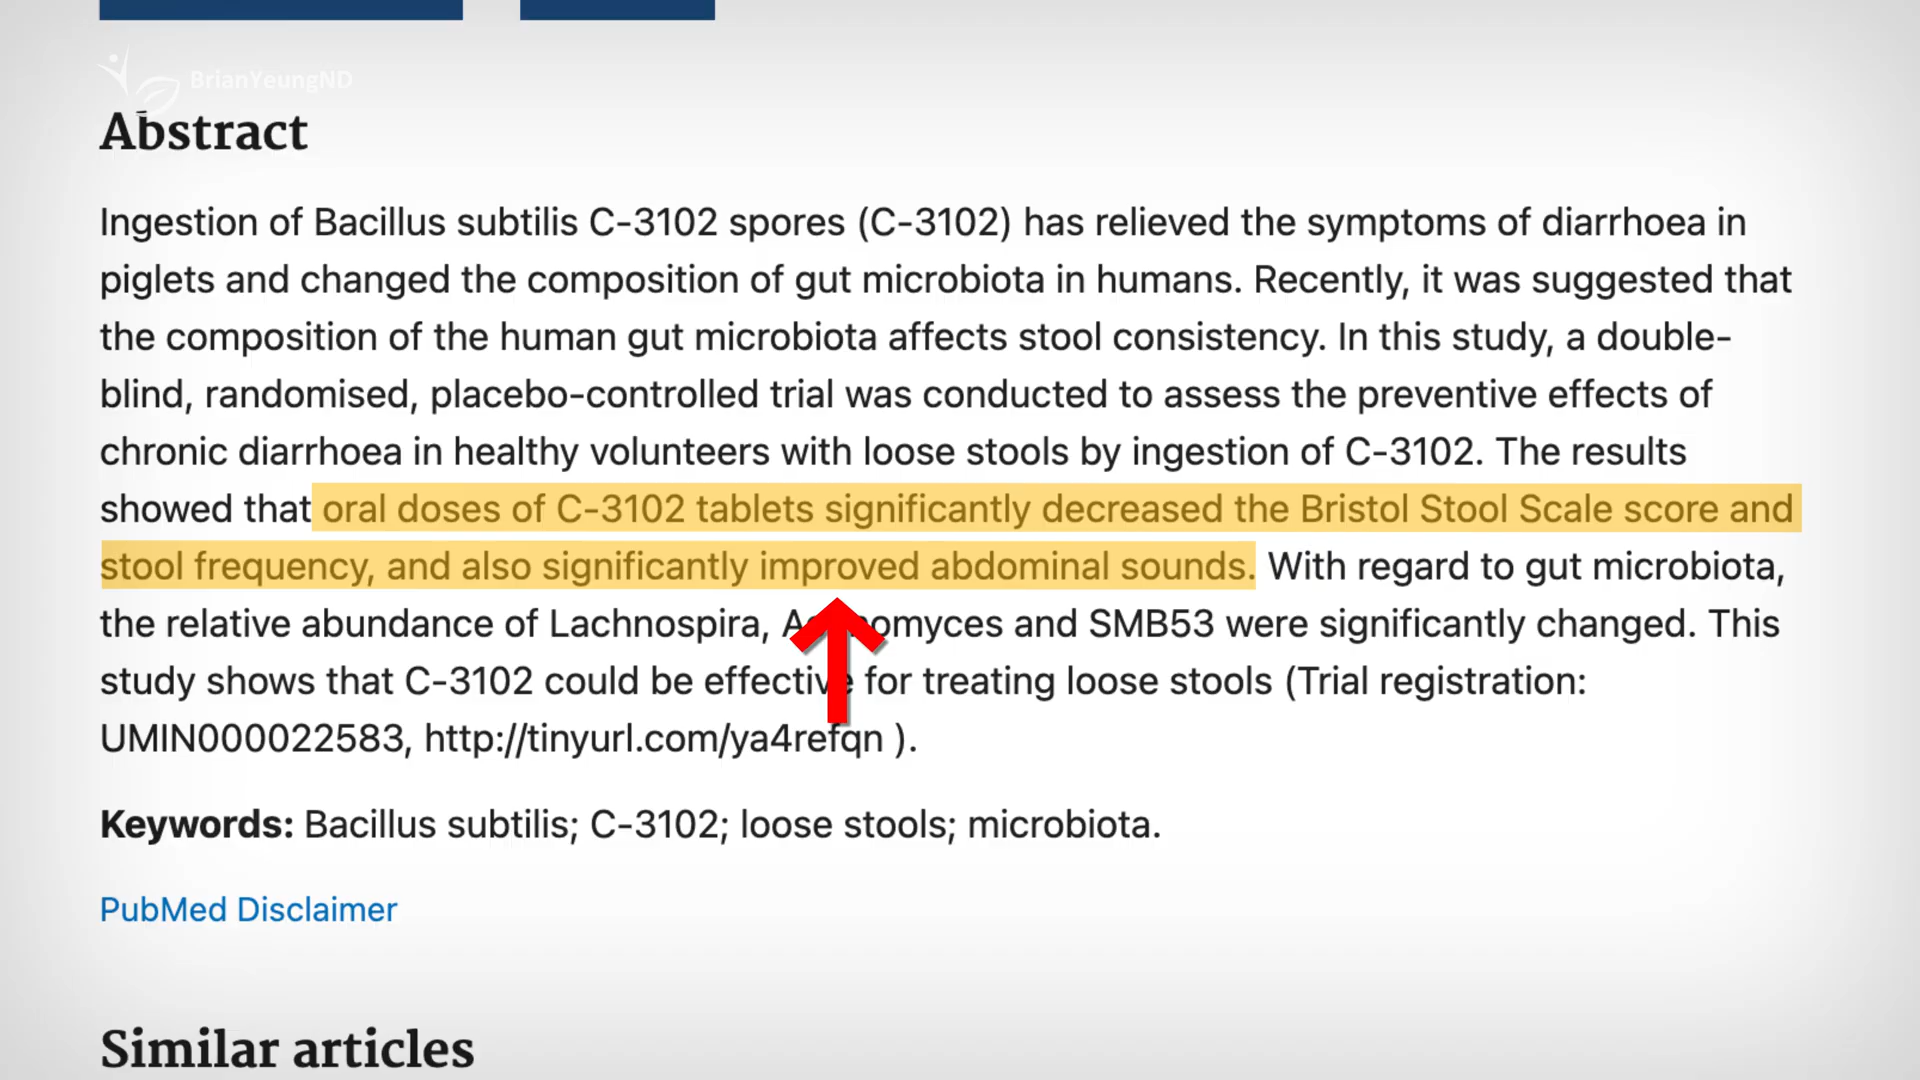 BrianYeungND
Abstract
Ingestion of Bacillus subtilis C-3102 spores (C-3102) has relieved the symptoms of diarrhoea in
piglets and changed the composition of gut microbiota in humans. Recently, it was suggested that
the composition of the human gut microbiota affects stool consistency. In this study, a double-
blind, randomised, placebo-controlled trial was conducted to assess the preventive effects of
chronic diarrhoea in healthy volunteers with loose stools by ingestion of C-3102. The results
showed that oral doses of C-3102 tablets significantly decreased the Bristol Stool Scale score and
stool frequency, and also significantly improved abdominal sounds. With regard to gut microbiota,
the relative abundance of Lachnospira, and SMB53 were significantly changed. This
study shows that C-3102 could be effective for treating loose stools (Trial registration:
UMIN000022583, http://tinyurl.com/ya4refqn ).
Keywords: Bacillus subtilis; C-3102; loose stools; microbiota.
PubMed Disclaimer
Similar articles